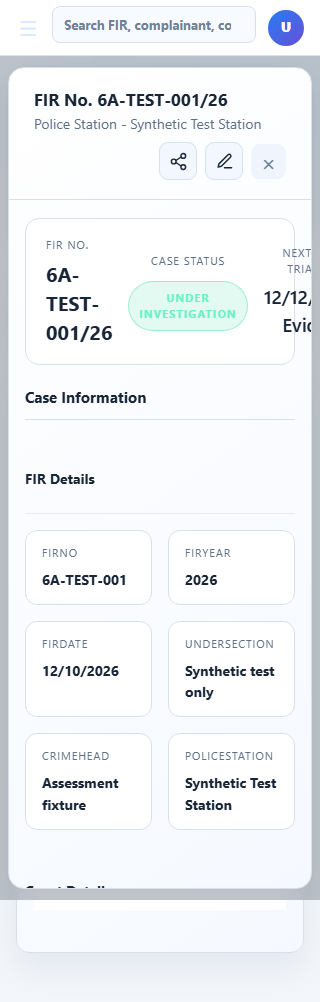 Search FIR, complainant, co
U
FIR No. 6A-TEST-001/26
Police Station - Synthetic Test Station
FIR NO.
6A-
TEST-
001/26
CASE STATUS
UNDER
INVESTIGATION
NEXT
TRIA
12/12/
Evid
Case Information
FIR Details
FIRNO
6A-TEST-001
FIRYEAR
2026
FIRDATE
12/10/2026
UNDERSECTION
Synthetic test
only
CRIMEHEAD
Assessment
fixture
POLICESTATION
Synthetic Test
Station